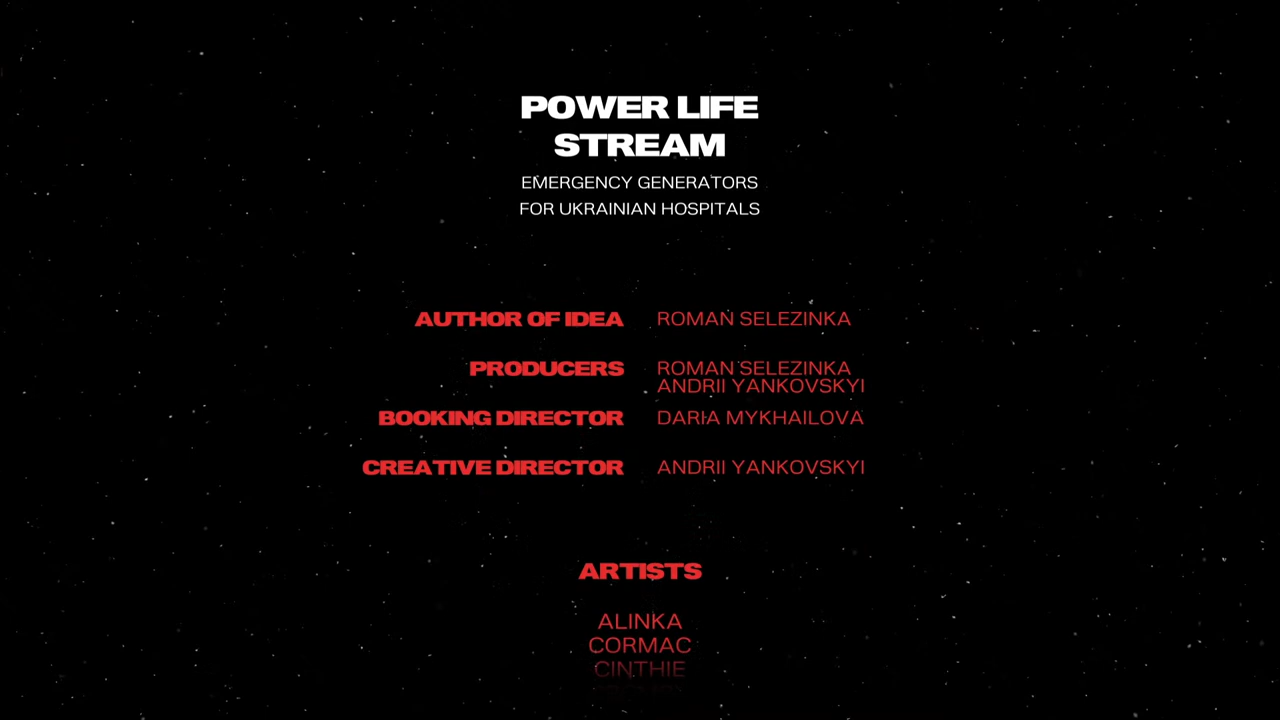 POWER LIFE
STREAM
EMERGENCY GENERATORS
FOR UKRAINIAN HOSPITALS
AUTHOR OF IDEA ROMAN SELEZINKA
PRODUCERS ROMAN SELEZINKA
ANDRII YANKOVSKYI
BOOKING DIRECTOR DARIA MYKHAILOVA
CREATIVE DIRECTOR ANDRII YANKOVSKYI
ARTISTS
ALINKA
CORMAC
CINTHIE